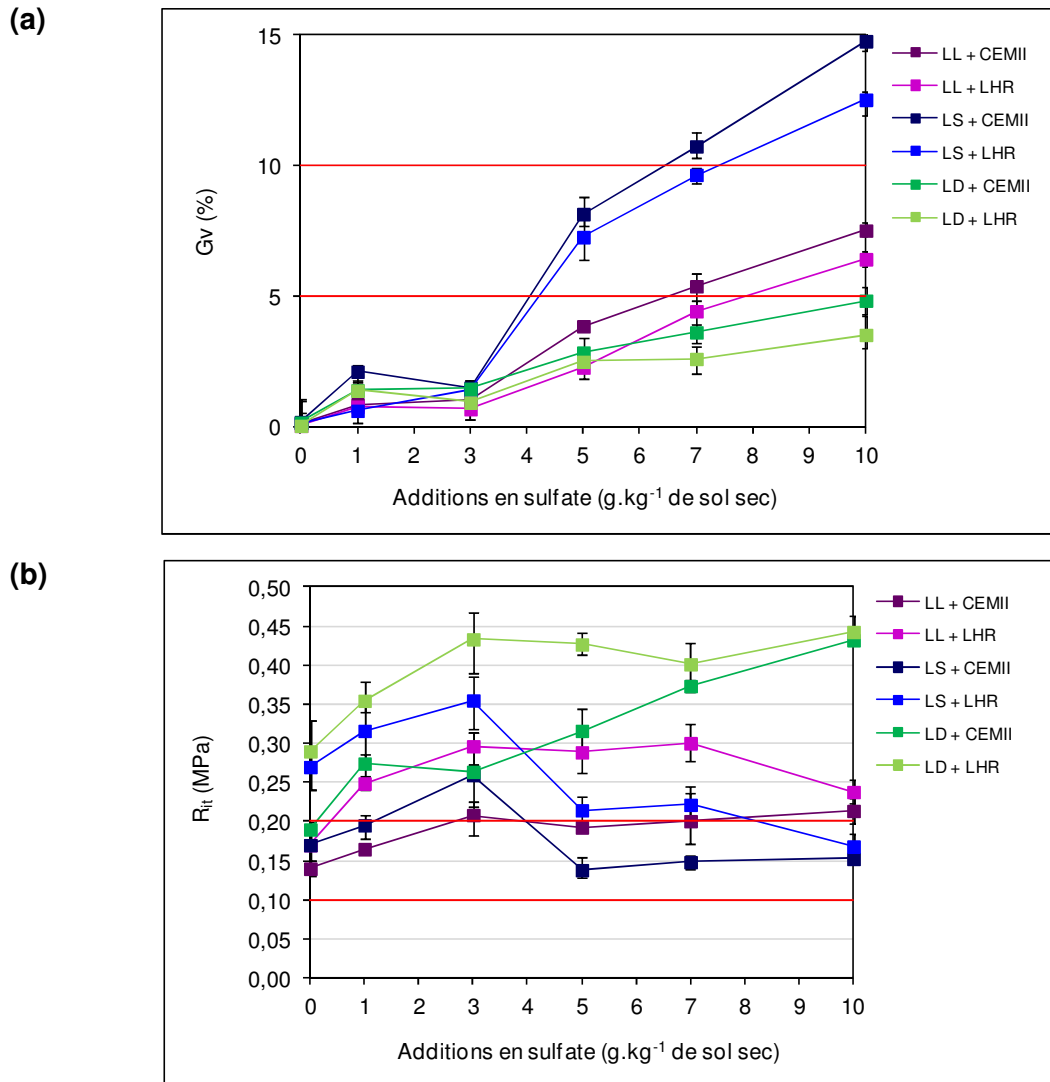 (a)
15
10
5
0
Gv (%)
0 1 2 3 4 5 6 7 8 9 10
Additions en sulfate (g.kg-1 de sol sec)
LL + CEMII
LL + LHR
LS + CEMII
LS + LHR
LD + CEMII
LD + LHR
(b)
0,50
0,45
0,40
0,35
0,30
0,25
0,20
0,15
0,10
0,05
0,00
Rit (MPa)
0 1 2 3 4 5 6 7 8 9 10
Additions en sulfate (g.kg-1 de sol sec)
LL + CEMII
LL + LHR
LS + CEMII
LS + LHR
LD + CEMII
LD + LHR